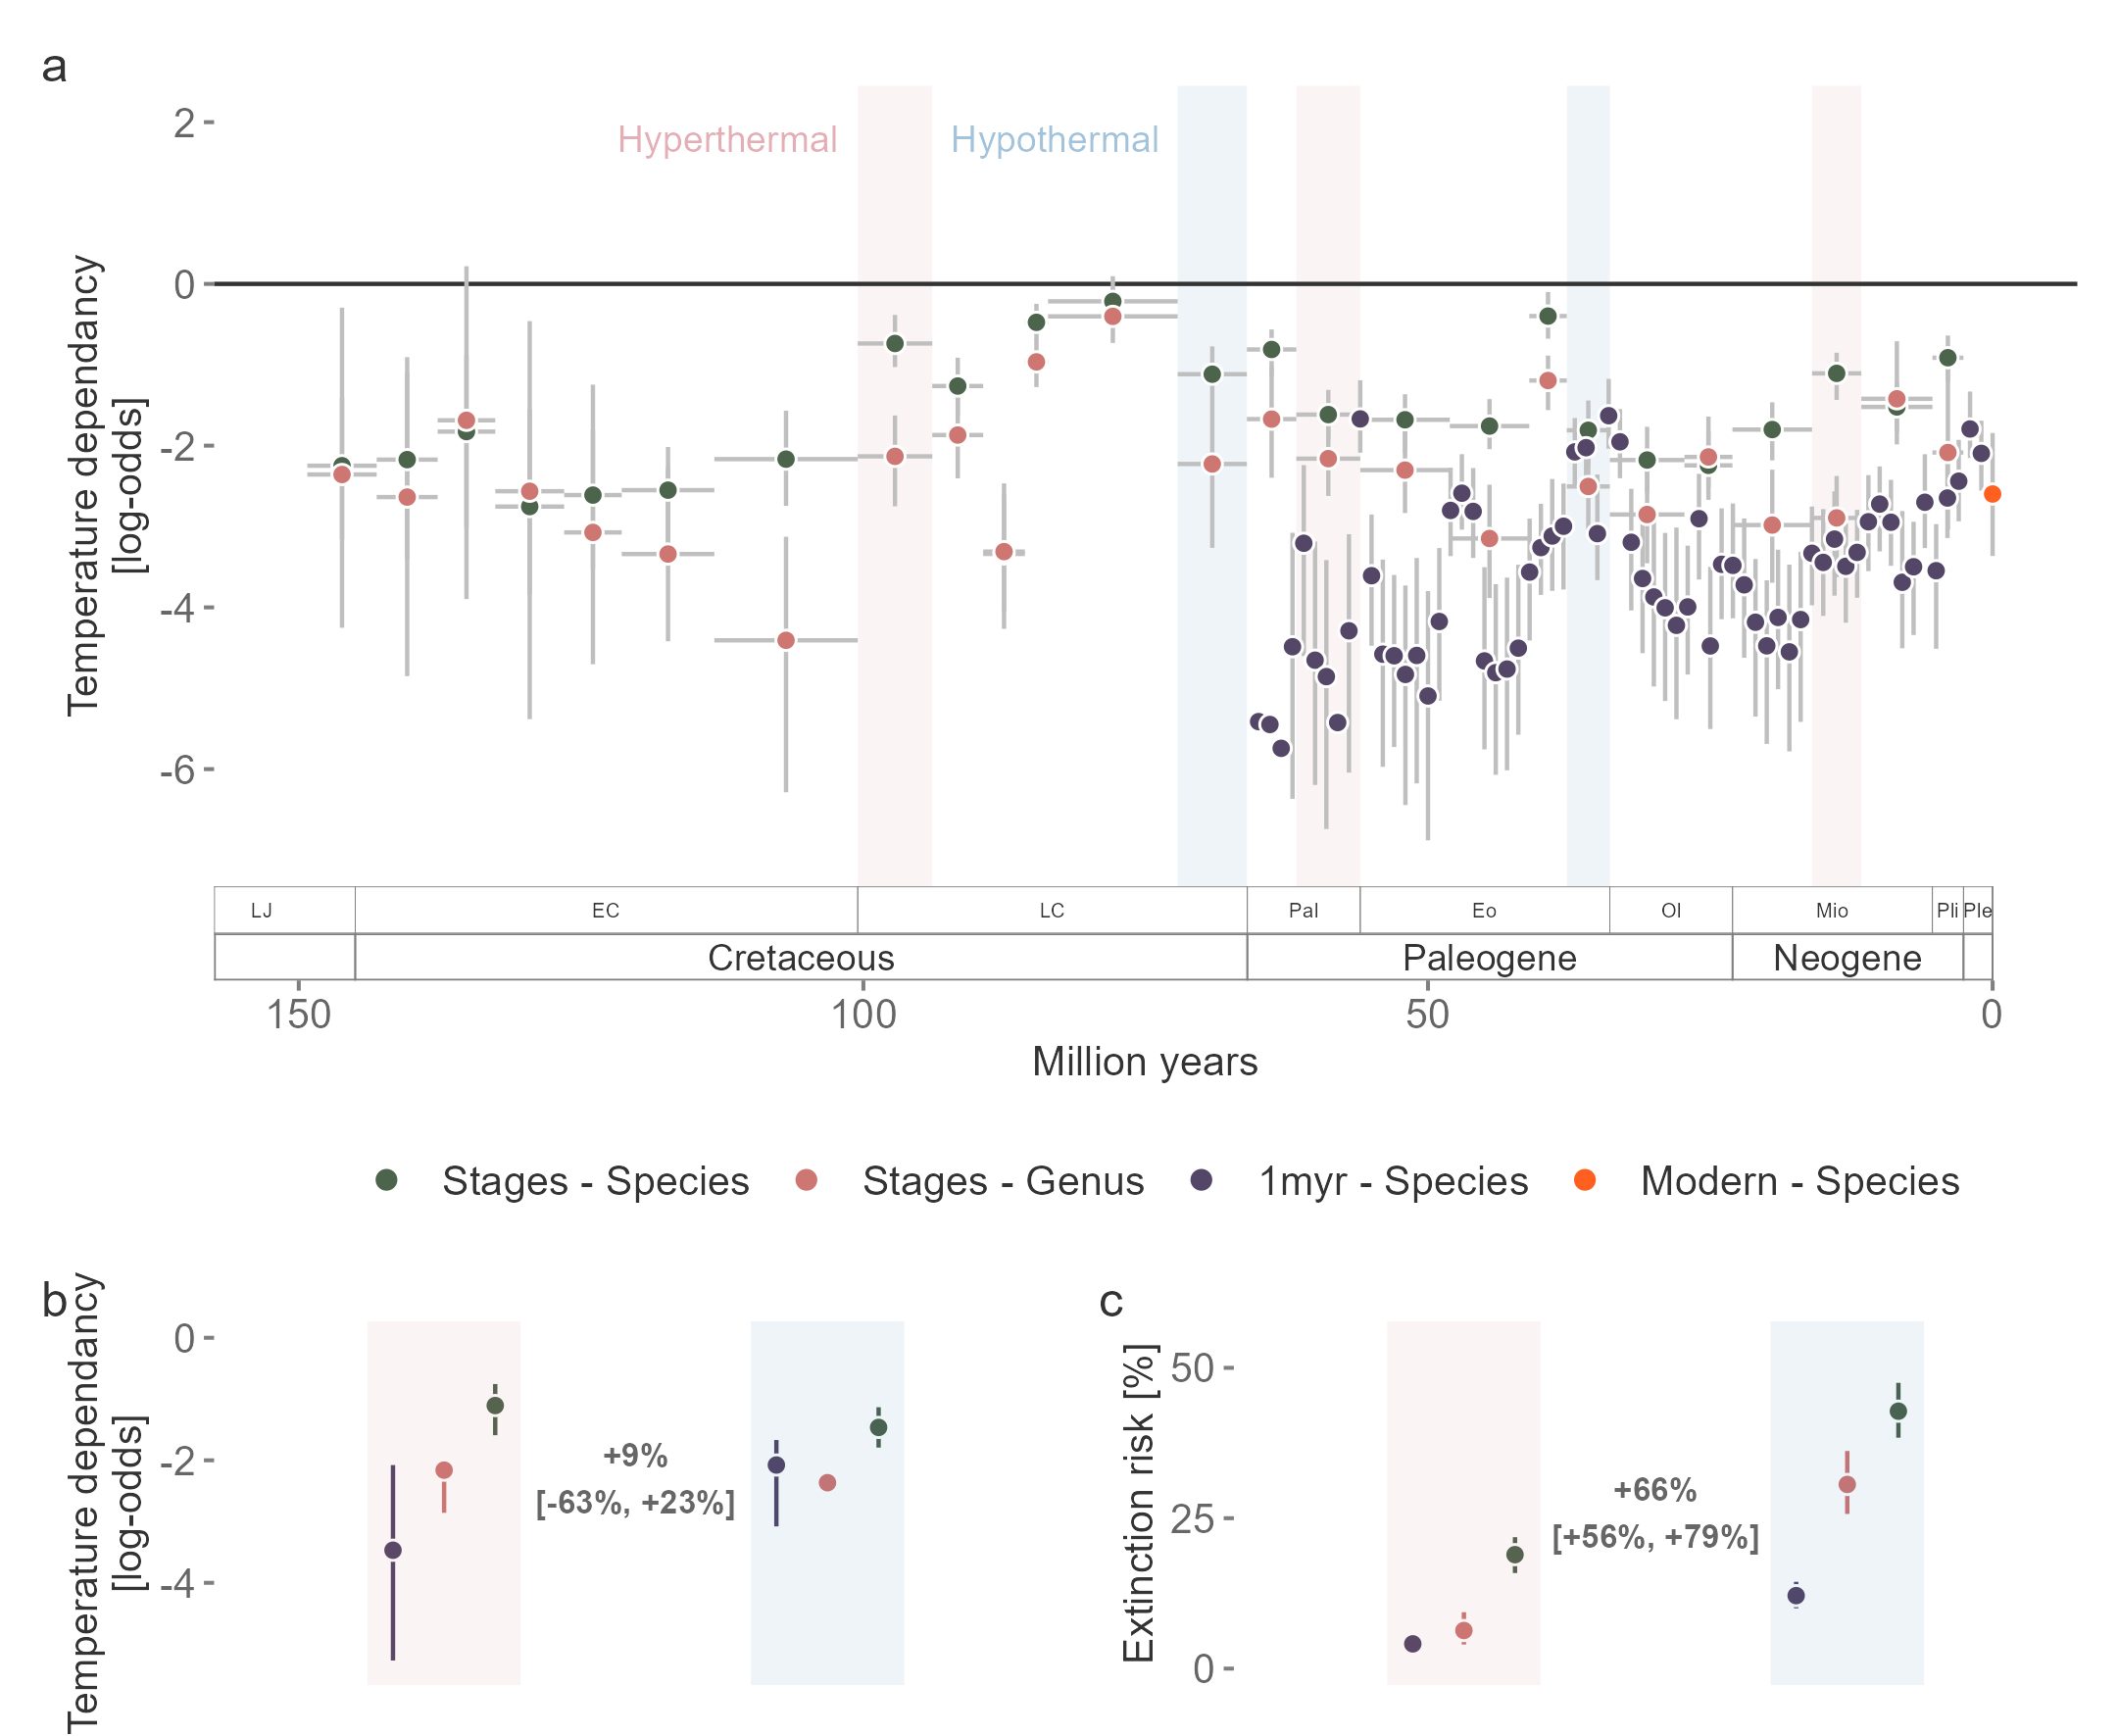 a
Hyperthermal
Hypothermal
2
0
-2
-4
-6
Temperature dependancy
[log-odds]
LJ EC LC Pal Eo Ol Mio Pli Ple
Cretaceous Paleogene Neogene
150 100 50 0
Million years
Stages - Species Stages - Genus 1myr - Species Modern - Species
b
0
-2
-4
Temperature dependancy
[log-odds]
+9%
[-63%, +23%]
c
50
25
0
Extinction risk [%]
+66%
[+56%, +79%]